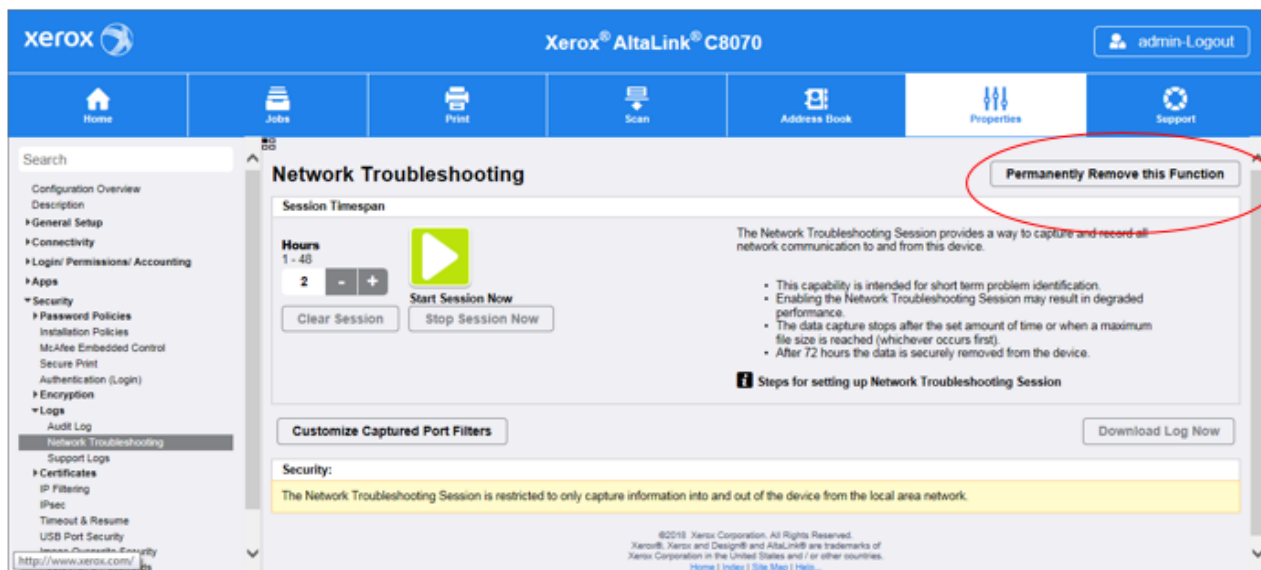 xerox
Xerox® AltaLink® C8070
admin-Logout
Home
Jobs
Print
Scan
Address Book
Properties
Support
Search
Configuration Overview
Description
General Setup
Connectivity
Login/ Permissions/ Accounting
Apps
Security
Password Policies
Installation Policies
McAfee Embedded Control
Secure Print
Authentication (Login)
Encryption
Logs
Audit Log
Network Troubleshooting
Support Logs
Certificates
IP Filtering
IPsec
Timeout & Resume
USB Port Security
http://www.xerox.com/
Network Troubleshooting
Permanently Remove this Function
Session Timespan
Hours
1 - 48
2 - +
Start Session Now
Clear Session
Stop Session Now
The Network Troubleshooting Session provides a way to capture and record all
network communication to and from this device.
• This capability is intended for short term problem identification.
• Enabling the Network Troubleshooting Session may result in degraded
performance.
• The data capture stops after the set amount of time or when a maximum
file size is reached (whichever occurs first).
• After 72 hours the data is securely removed from the device.
i Steps for setting up Network Troubleshooting Session
Customize Captured Port Filters
Download Log Now
Security:
The Network Troubleshooting Session is restricted to only capture information into and out of the device from the local area network.
©2018 Xerox Corporation. All Rights Reserved.
Xerox®, Xerox and Design® and AltaLink® are trademarks of
Xerox Corporation in the United States and / or other countries.
Home | Index | Site Map | Help...